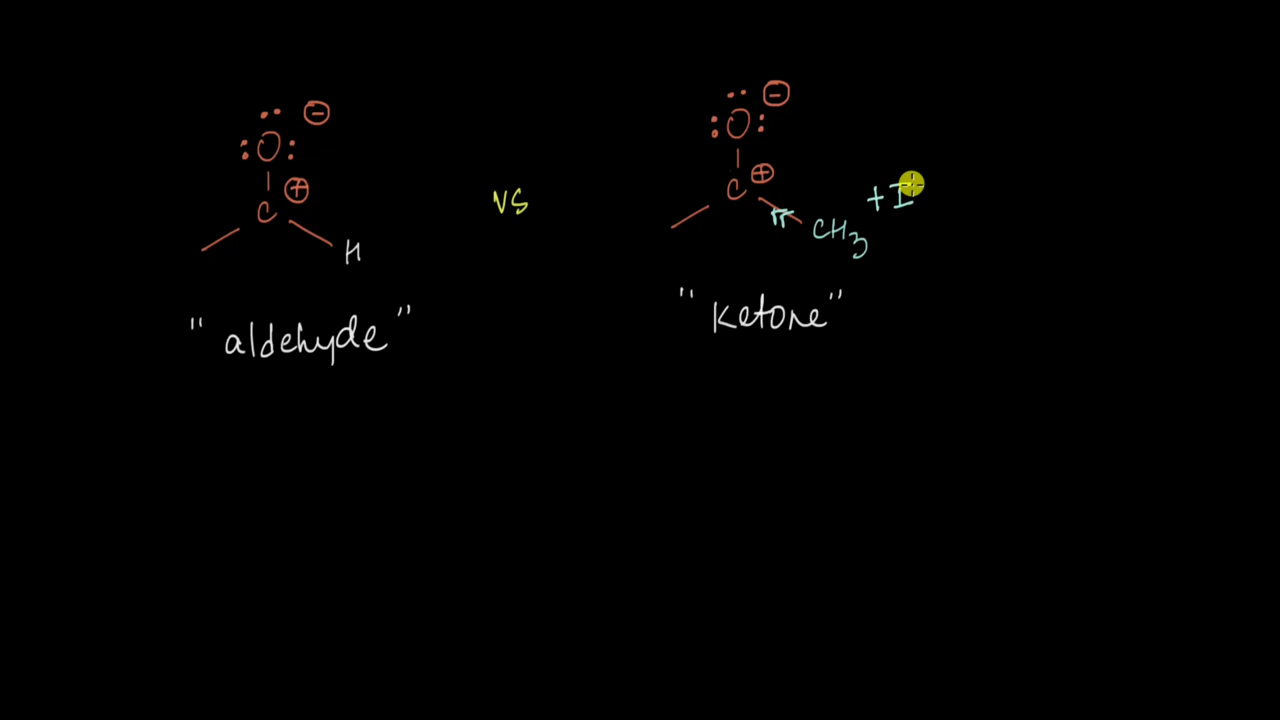 O ⊖
C ⊕
H
"aldehyde"
vs
O ⊖
C ⊕
CH3
+I
"ketone"